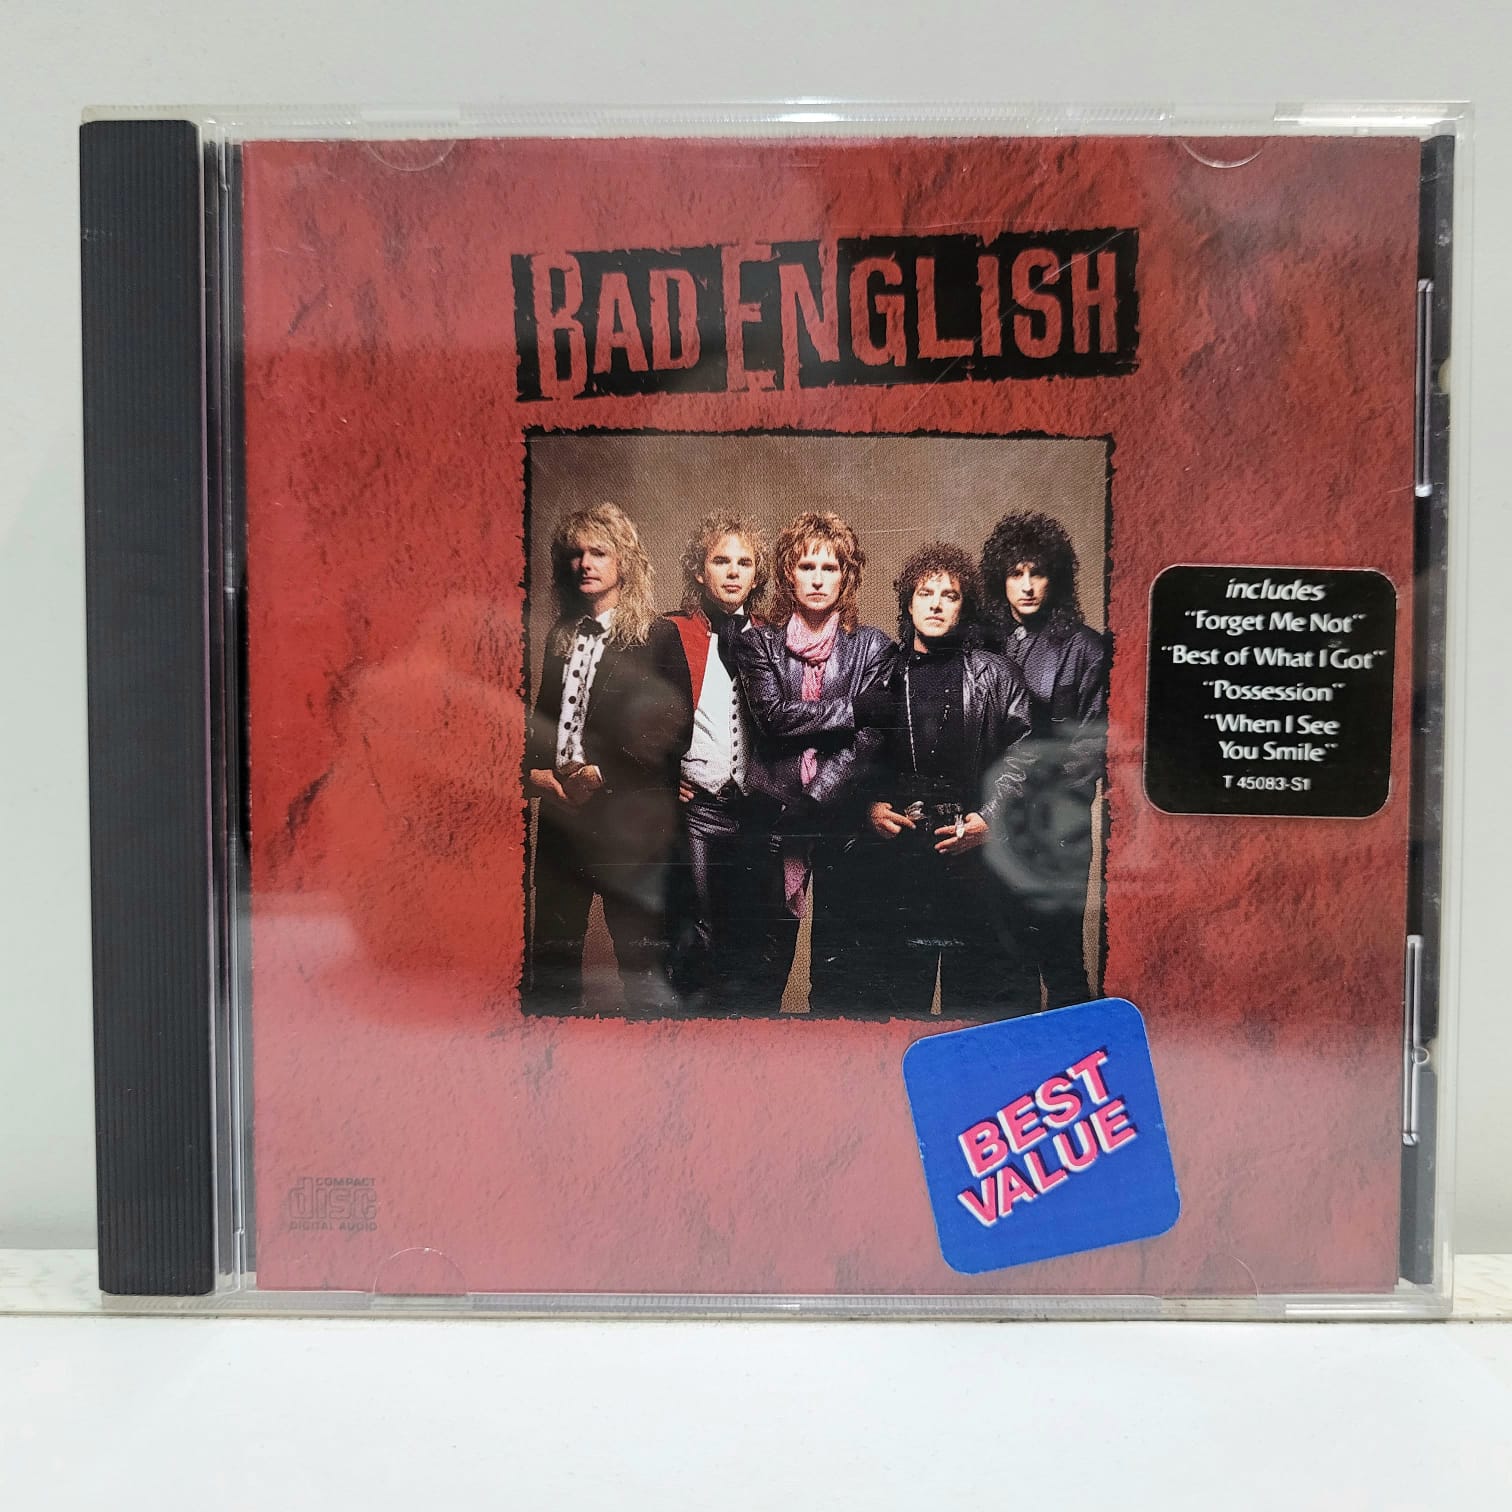 BAD ENGLISH
includes
"Forget Me Not"
"Best of What I Got"
"Possession"
"When I See
You Smile"
T 45083-S1
BEST
VALUE
COMPACT
disc
DIGITAL AUDIO